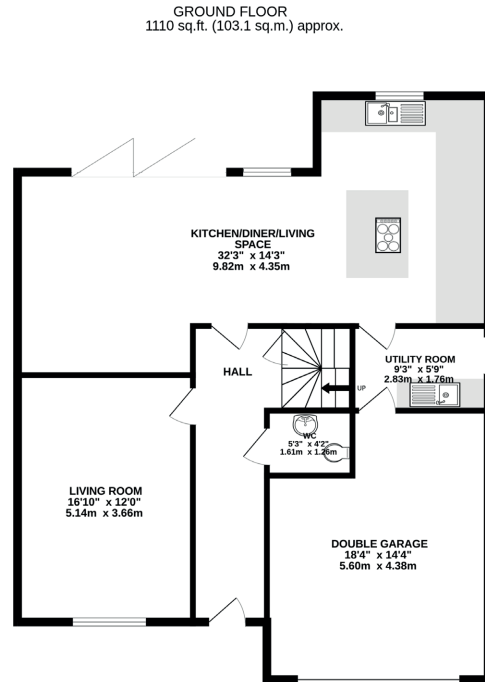 GROUND FLOOR
1110 sq.ft. (103.1 sq.m.) approx.
KITCHEN/DINER/LIVING
SPACE
32'3" x 14'3"
9.82m x 4.35m
HALL
UP
UTILITY ROOM
9'3" x 5'9"
2.83m x 1.76m
WC
5'3" x 4'2"
1.61m x 1.26m
LIVING ROOM
16'10" x 12'0"
5.14m x 3.66m
DOUBLE GARAGE
18'4" x 14'4"
5.60m x 4.38m